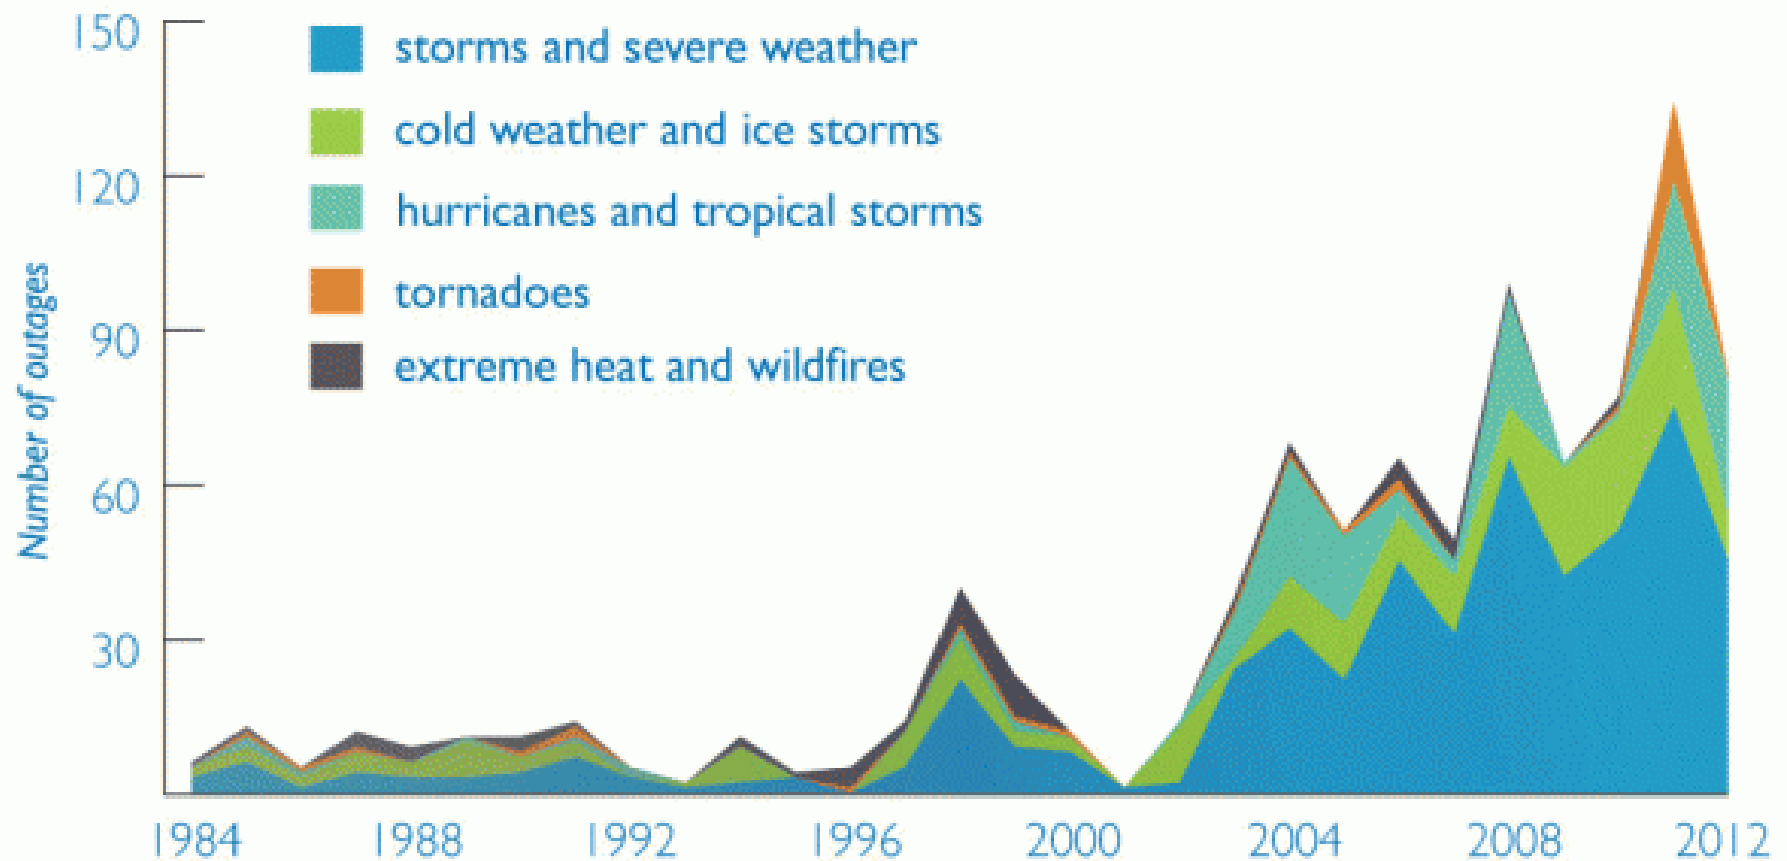 150
120
90
60
30
Number of outages
storms and severe weather
cold weather and ice storms
hurricanes and tropical storms
tornadoes
extreme heat and wildfires
1984 1988 1992 1996 2000 2004 2008 2012